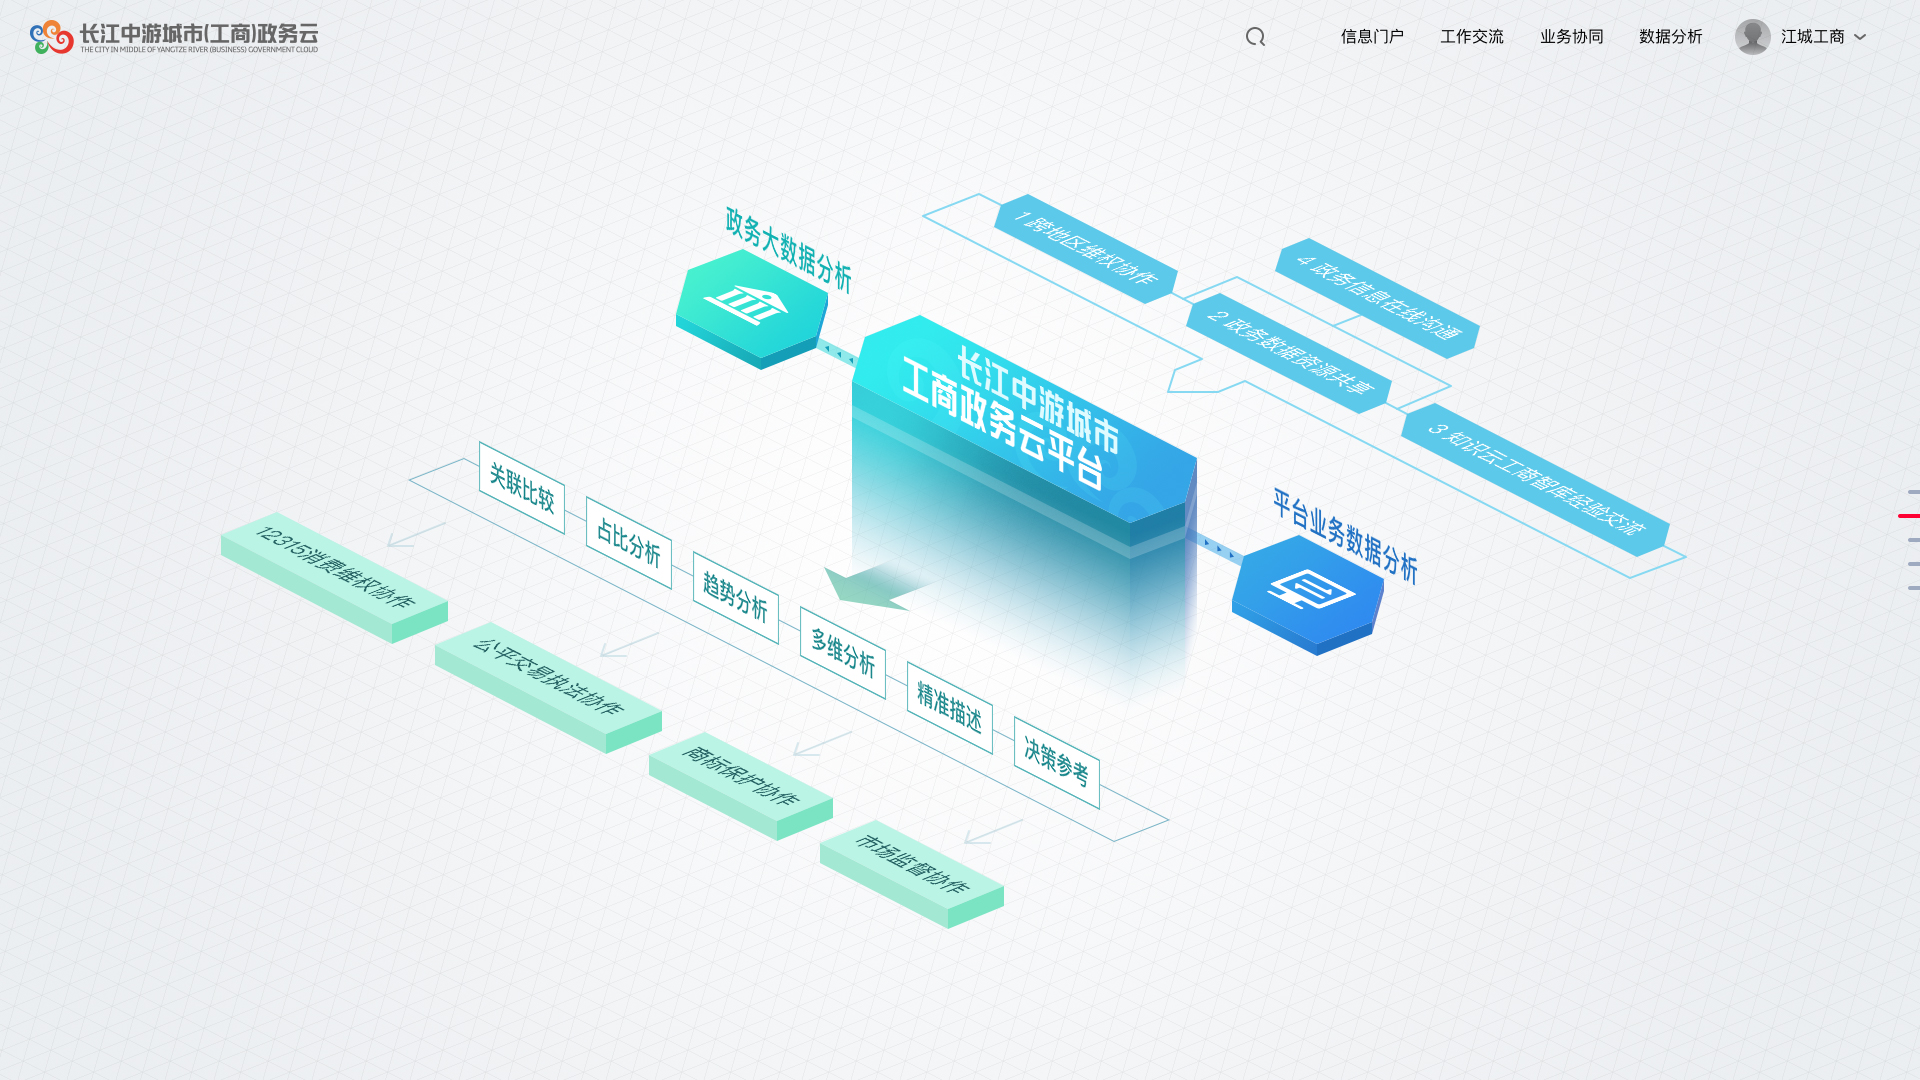 长江中游城市(工商)政务云
THE CITY IN MIDDLE OF YANGTZE RIVER (BUSINESS) GOVERNMENT CLOUD
信息门户
工作交流
业务协同
数据分析
江城工商
政务大数据分析
1 跨地区维权协作
4 政务信息在线沟通
2 政务数据资源共享
3 知识云工商智库经验交流
长江中游城市
工商政务云平台
平台业务数据分析
关联比较
占比分析
趋势分析
多维分析
精准描述
决策参考
12315消费维权协作
公平交易执法协作
商标保护协作
市场监督协作